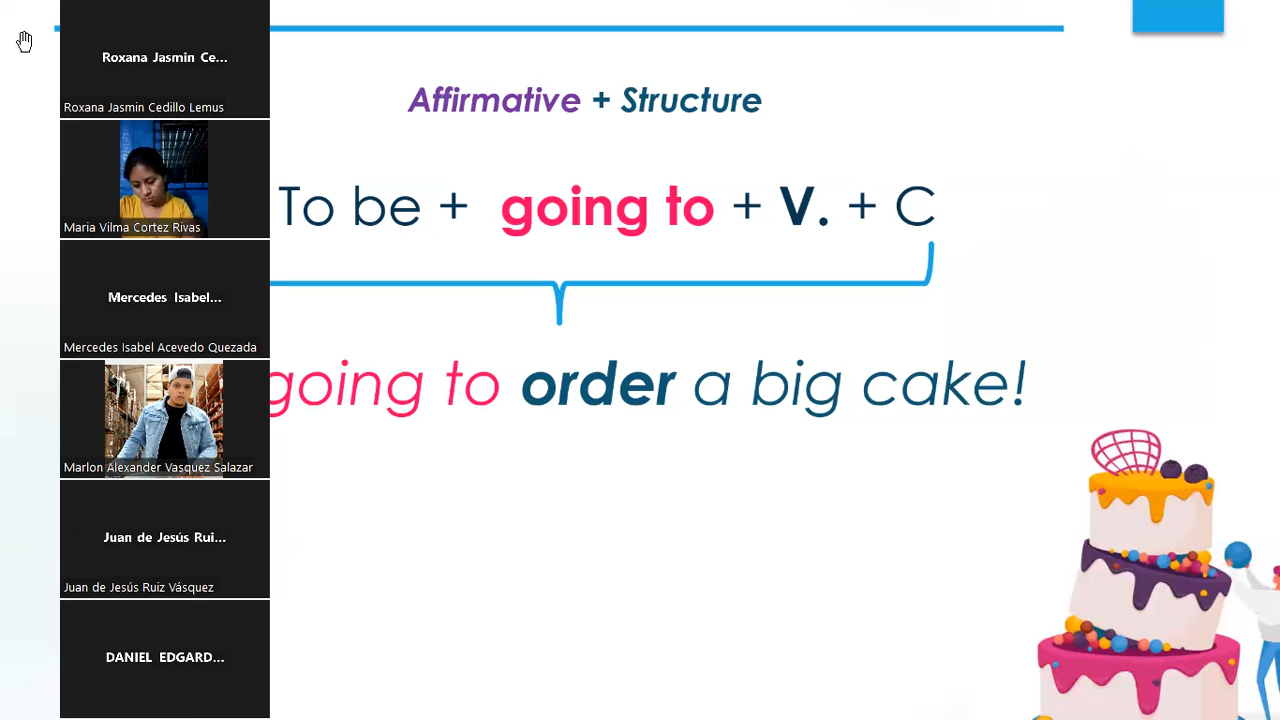 Roxana Jasmin Ce...
Roxana Jasmin Cedillo Lemus
Maria Vilma Cortez Rivas
Mercedes Isabel...
Mercedes Isabel Acevedo Quezada
Marlon Alexander Vasquez Salazar
Juan de Jesús Rui...
Juan de Jesús Ruiz Vásquez
DANIEL EDGARD...
Affirmative + Structure
To be + going to + V. + C
going to order a big cake!